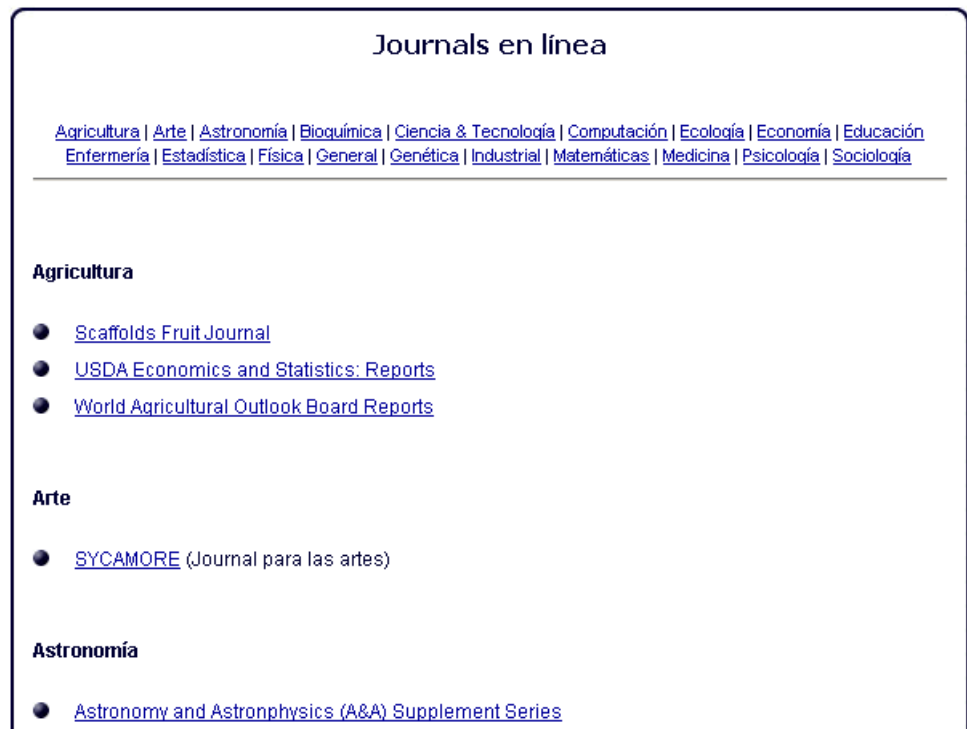 Journals en línea
Agricultura | Arte | Astronomía | Bioquímica | Ciencia & Tecnología | Computación | Ecología | Economía | Educación
Enfermería | Estadística | Física | General | Genética | Industrial | Matemáticas | Medicina | Psicología | Sociología
Agricultura
Scaffolds Fruit Journal
USDA Economics and Statistics: Reports
World Agricultural Outlook Board Reports
Arte
SYCAMORE (Journal para las artes)
Astronomía
Astronomy and Astronphysics (A&A) Supplement Series